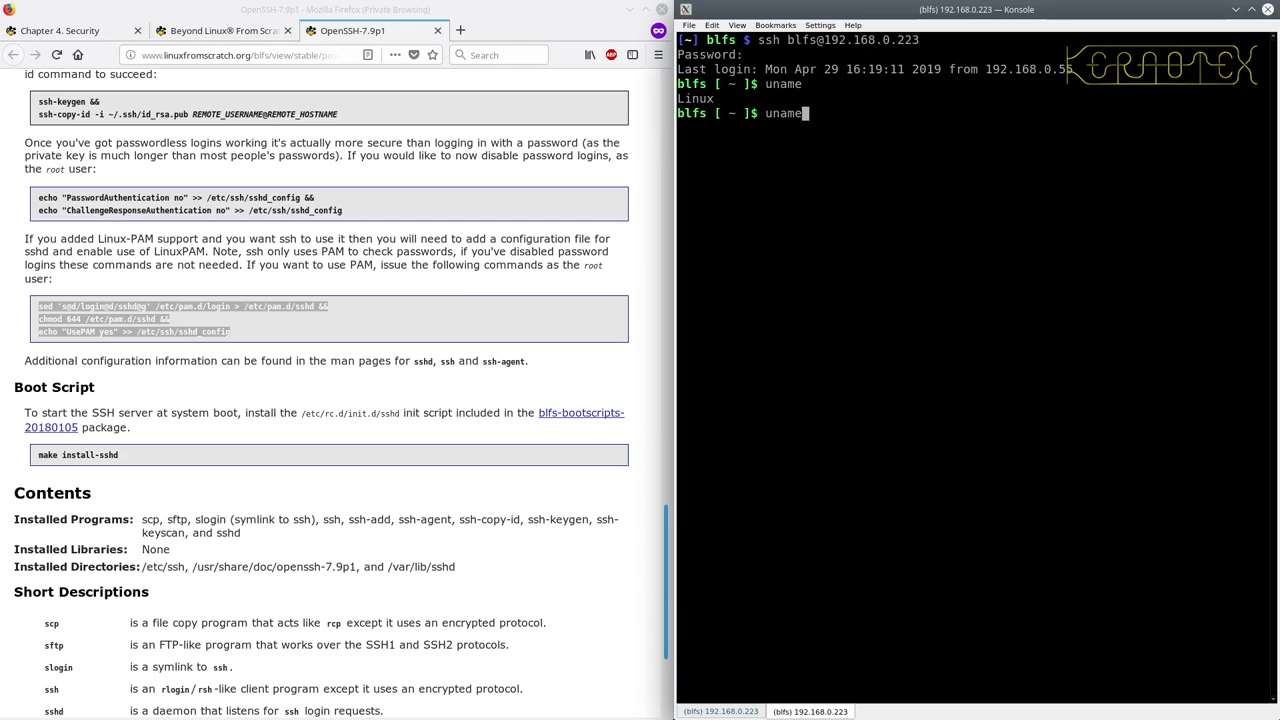 OpenSSH-7.9p1 - Mozilla Firefox (Private Browsing)
Chapter 4. Security
Beyond Linux® From Scra
OpenSSH-7.9p1
www.linuxfromscratch.org/blfs/view/stable/po
Search
id command to succeed:
ssh-keygen &&
ssh-copy-id -i ~/.ssh/id_rsa.pub REMOTE_USERNAME@REMOTE_HOSTNAME
Once you've got passwordless logins working it's actually more secure than logging in with a password (as the
private key is much longer than most people's passwords). If you would like to now disable password logins, as
the root user:
echo "PasswordAuthentication no" >> /etc/ssh/sshd_config &&
echo "ChallengeResponseAuthentication no" >> /etc/ssh/sshd_config
If you added Linux-PAM support and you want ssh to use it then you will need to add a configuration file for
sshd and enable use of LinuxPAM. Note, ssh only uses PAM to check passwords, if you've disabled password
logins these commands are not needed. If you want to use PAM, issue the following commands as the root
user:
sed 's@d/login@d/sshd@g' /etc/pam.d/login > /etc/pam.d/sshd &&
chmod 644 /etc/pam.d/sshd &&
echo "UsePAM yes" >> /etc/ssh/sshd_config
Additional configuration information can be found in the man pages for sshd, ssh and ssh-agent.
Boot Script
To start the SSH server at system boot, install the /etc/rc.d/init.d/sshd init script included in the blfs-bootscripts-
20180105 package.
make install-sshd
Contents
Installed Programs: scp, sftp, slogin (symlink to ssh), ssh, ssh-add, ssh-agent, ssh-copy-id, ssh-keygen, ssh-
keyscan, and sshd
Installed Libraries: None
Installed Directories: /etc/ssh, /usr/share/doc/openssh-7.9p1, and /var/lib/sshd
Short Descriptions
scp is a file copy program that acts like rcp except it uses an encrypted protocol.
sftp is an FTP-like program that works over the SSH1 and SSH2 protocols.
slogin is a symlink to ssh.
ssh is an rlogin/rsh-like client program except it uses an encrypted protocol.
sshd is a daemon that listens for ssh login requests.
(blfs) 192.168.0.223 — Konsole
File Edit View Bookmarks Settings Help
[~] blfs $ ssh blfs@192.168.0.223
Password:
Last login: Mon Apr 29 16:19:11 2019 from 192.168.0.55
blfs [ ~ ]$ uname
Linux
blfs [ ~ ]$ uname
(blfs) 192.168.0.223
(blfs) 192.168.0.223